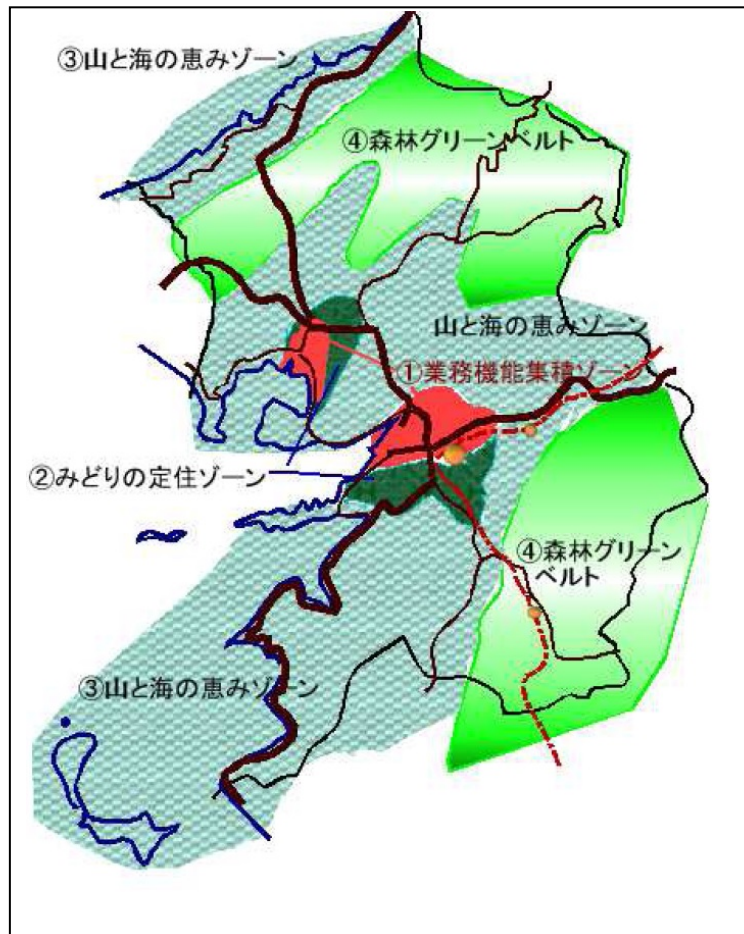 ③山と海の恵みゾーン
④森林グリーンベルト
山と海の恵みゾーン
①業務機能集積ゾーン
②みどりの定住ゾーン
④森林グリーン
ベルト
③山と海の恵みゾーン